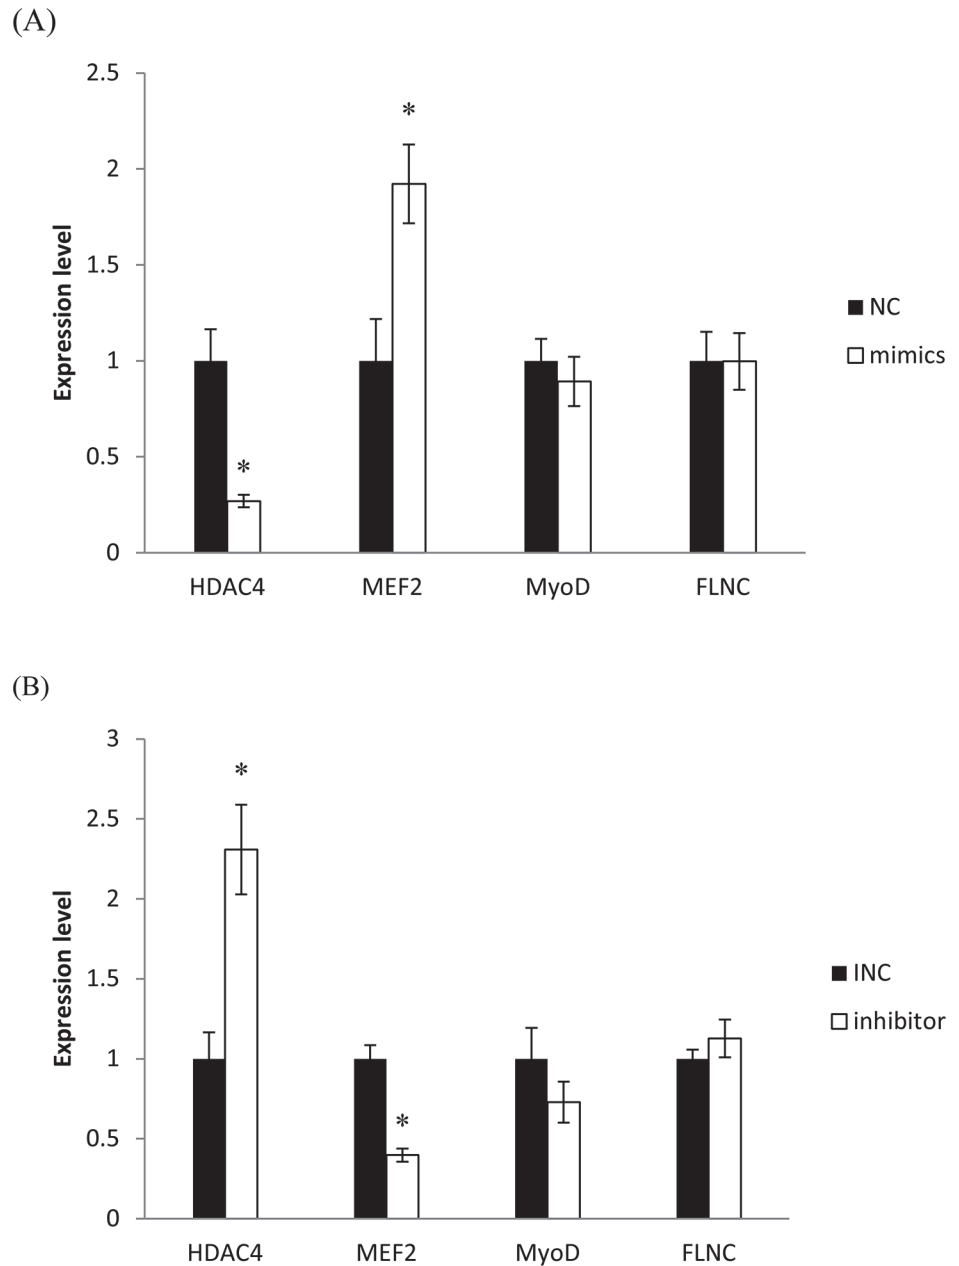 (A)
2.5
2
1.5
1
0.5
0
Expression level
*
*
HDAC4 MEF2 MyoD FLNC
NC
mimics
(B)
3
2.5
2
1.5
1
0.5
0
Expression level
*
*
HDAC4 MEF2 MyoD FLNC
INC
inhibitor